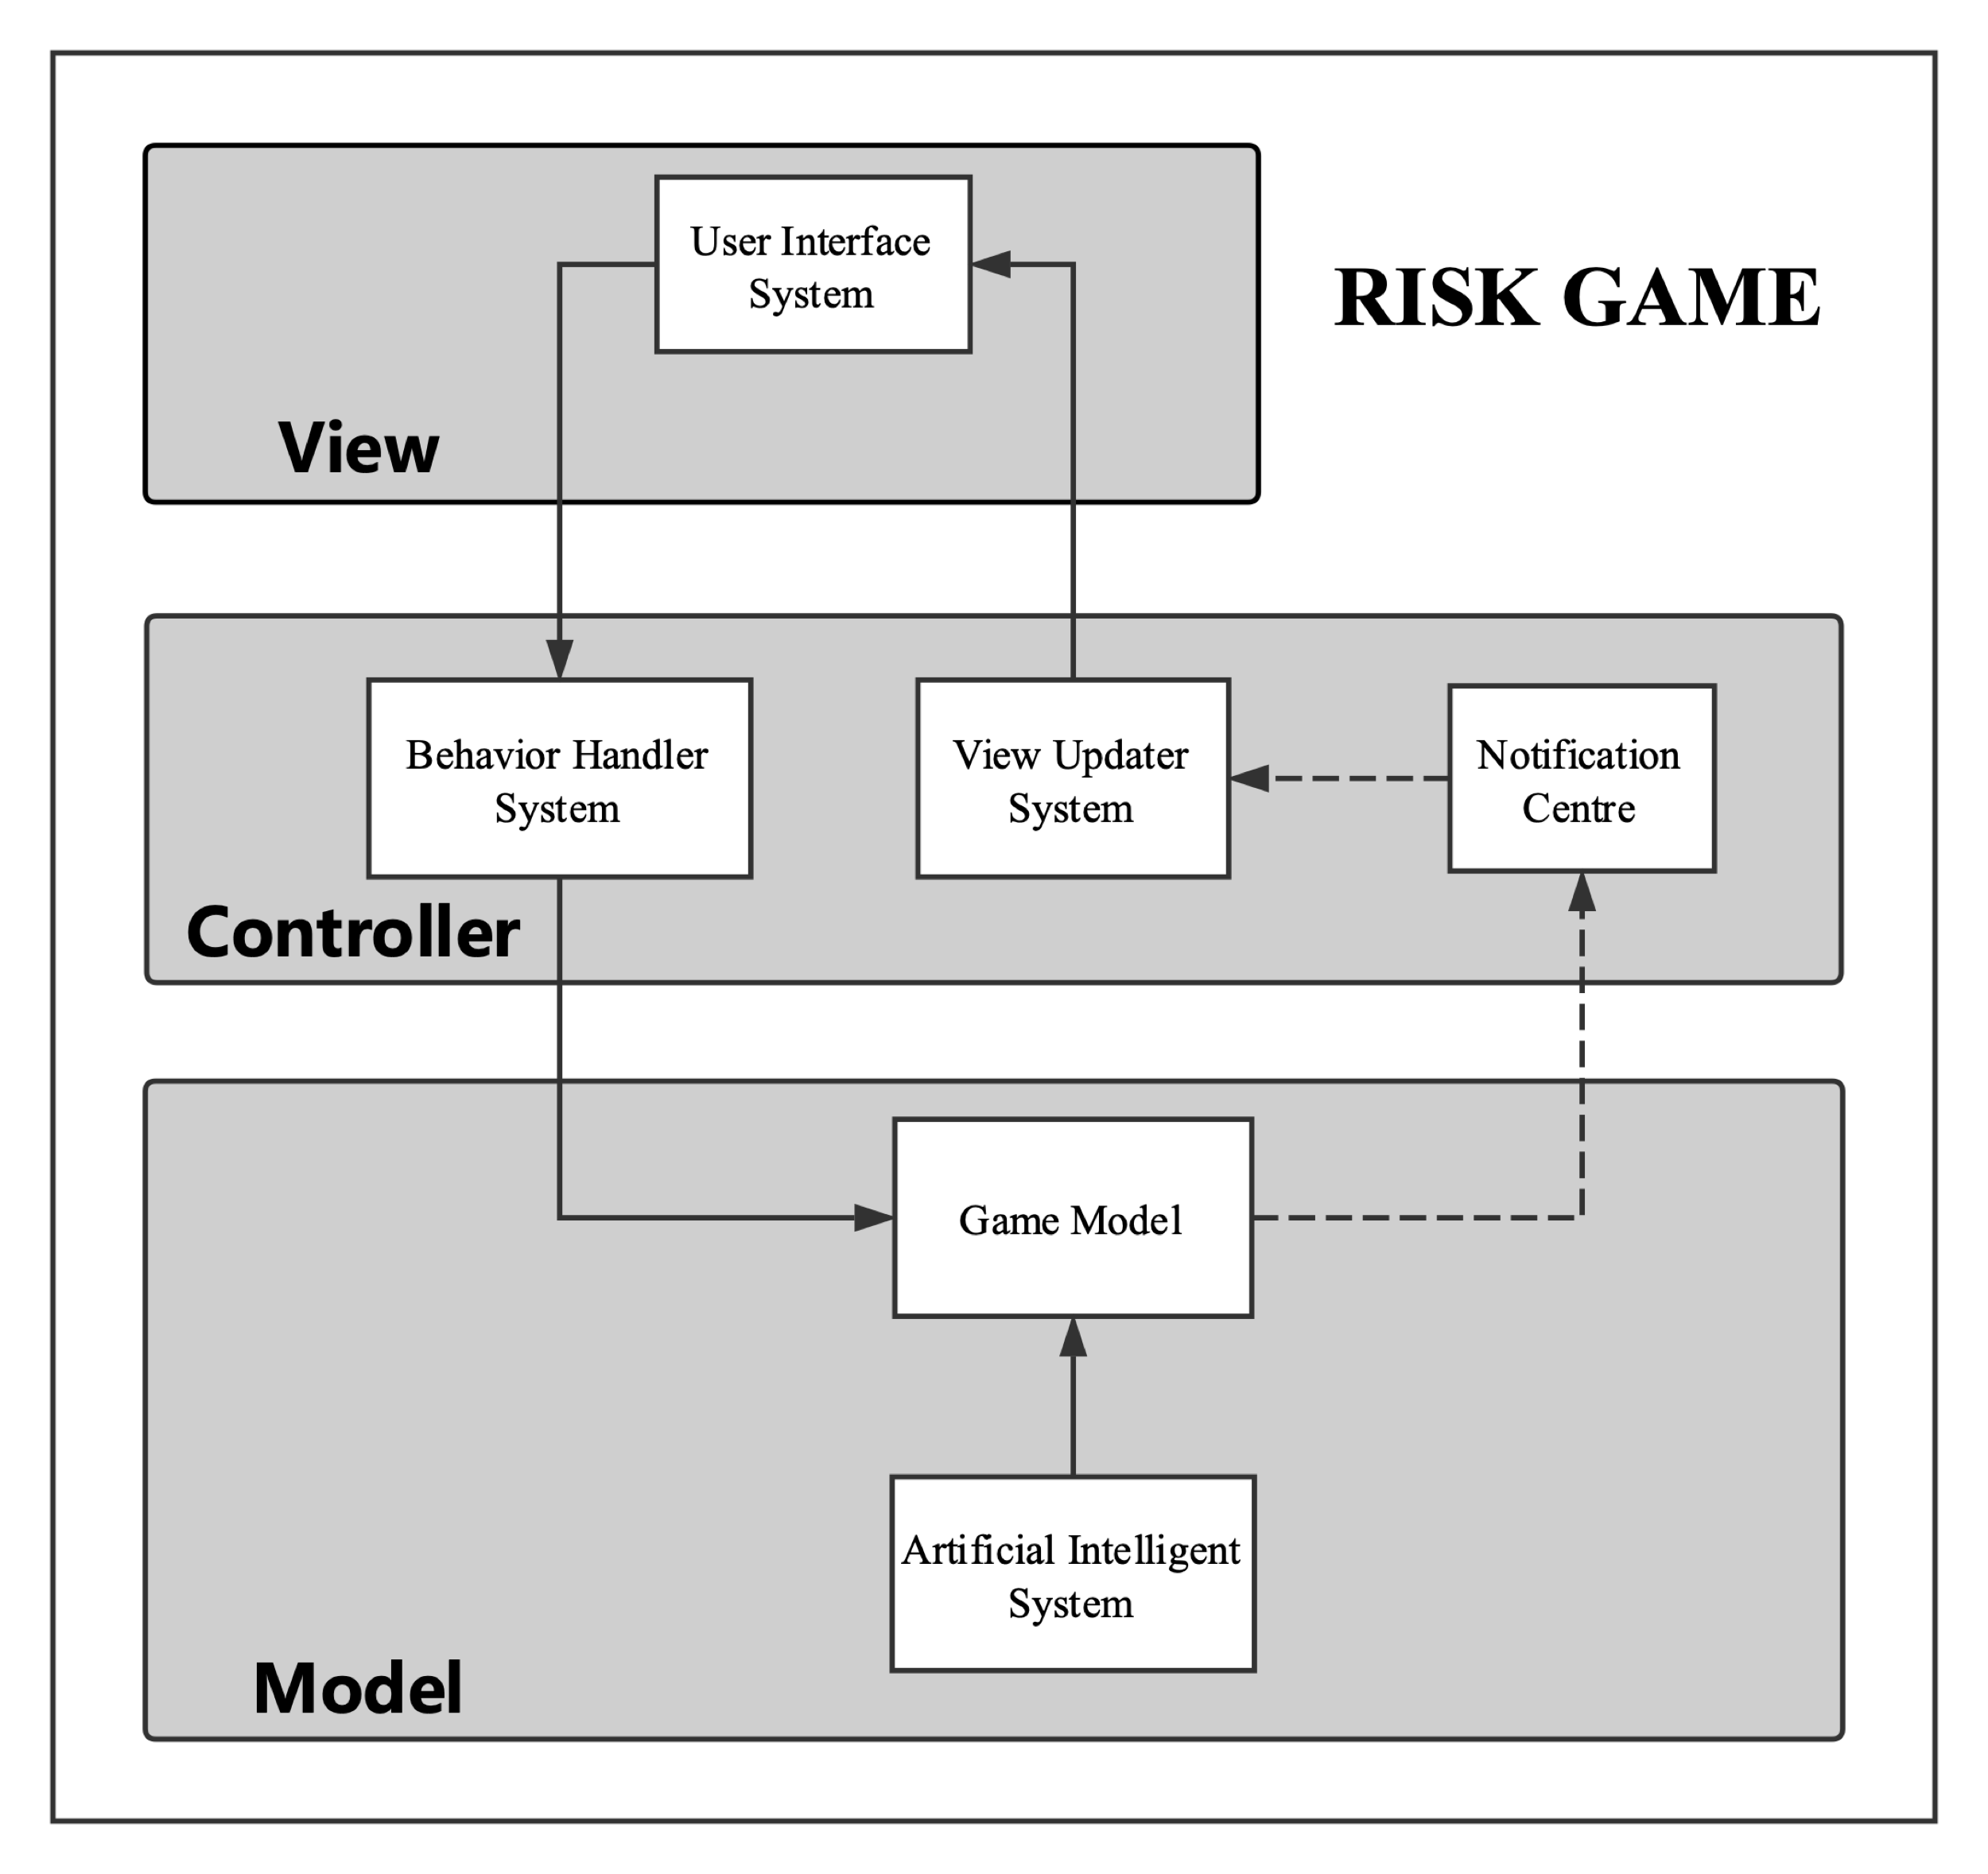 User Interface
System
RISK GAME
View
Behavior Handler
System
View Updater
System
Notification
Centre
Controller
Game Model
Artificial Intelligent
System
Model